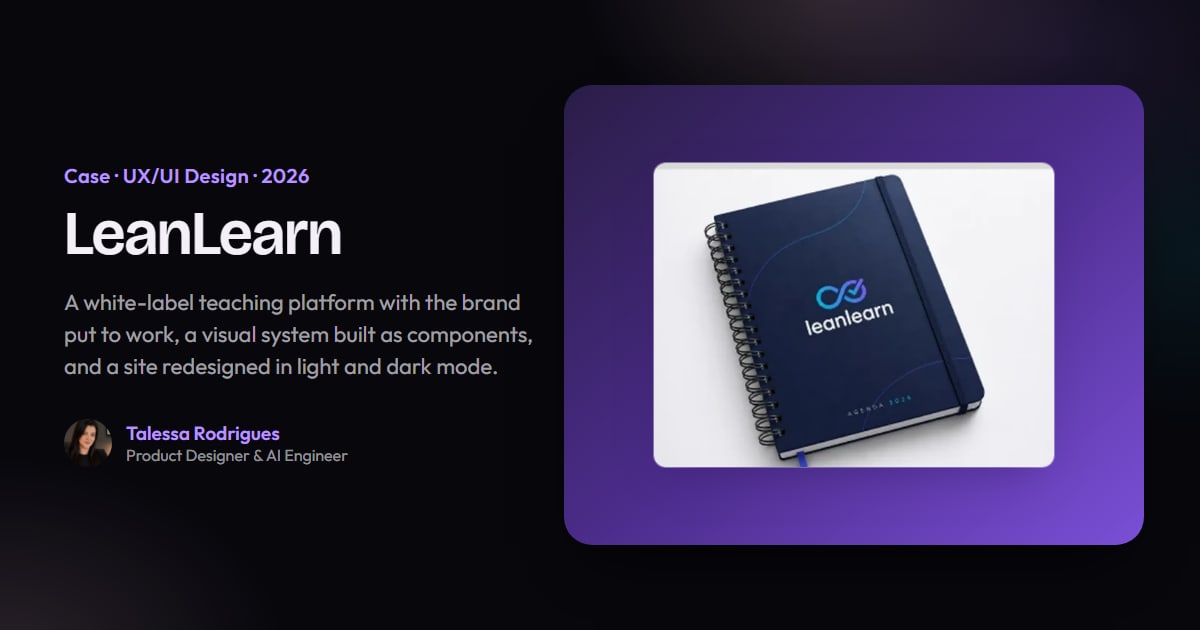 Case · UX/UI Design · 2026
LeanLearn
A white-label teaching platform with the brand
put to work, a visual system built as components,
and a site redesigned in light and dark mode.
Talessa Rodrigues
Product Designer & AI Engineer
leanlearn
AGENDA 2026